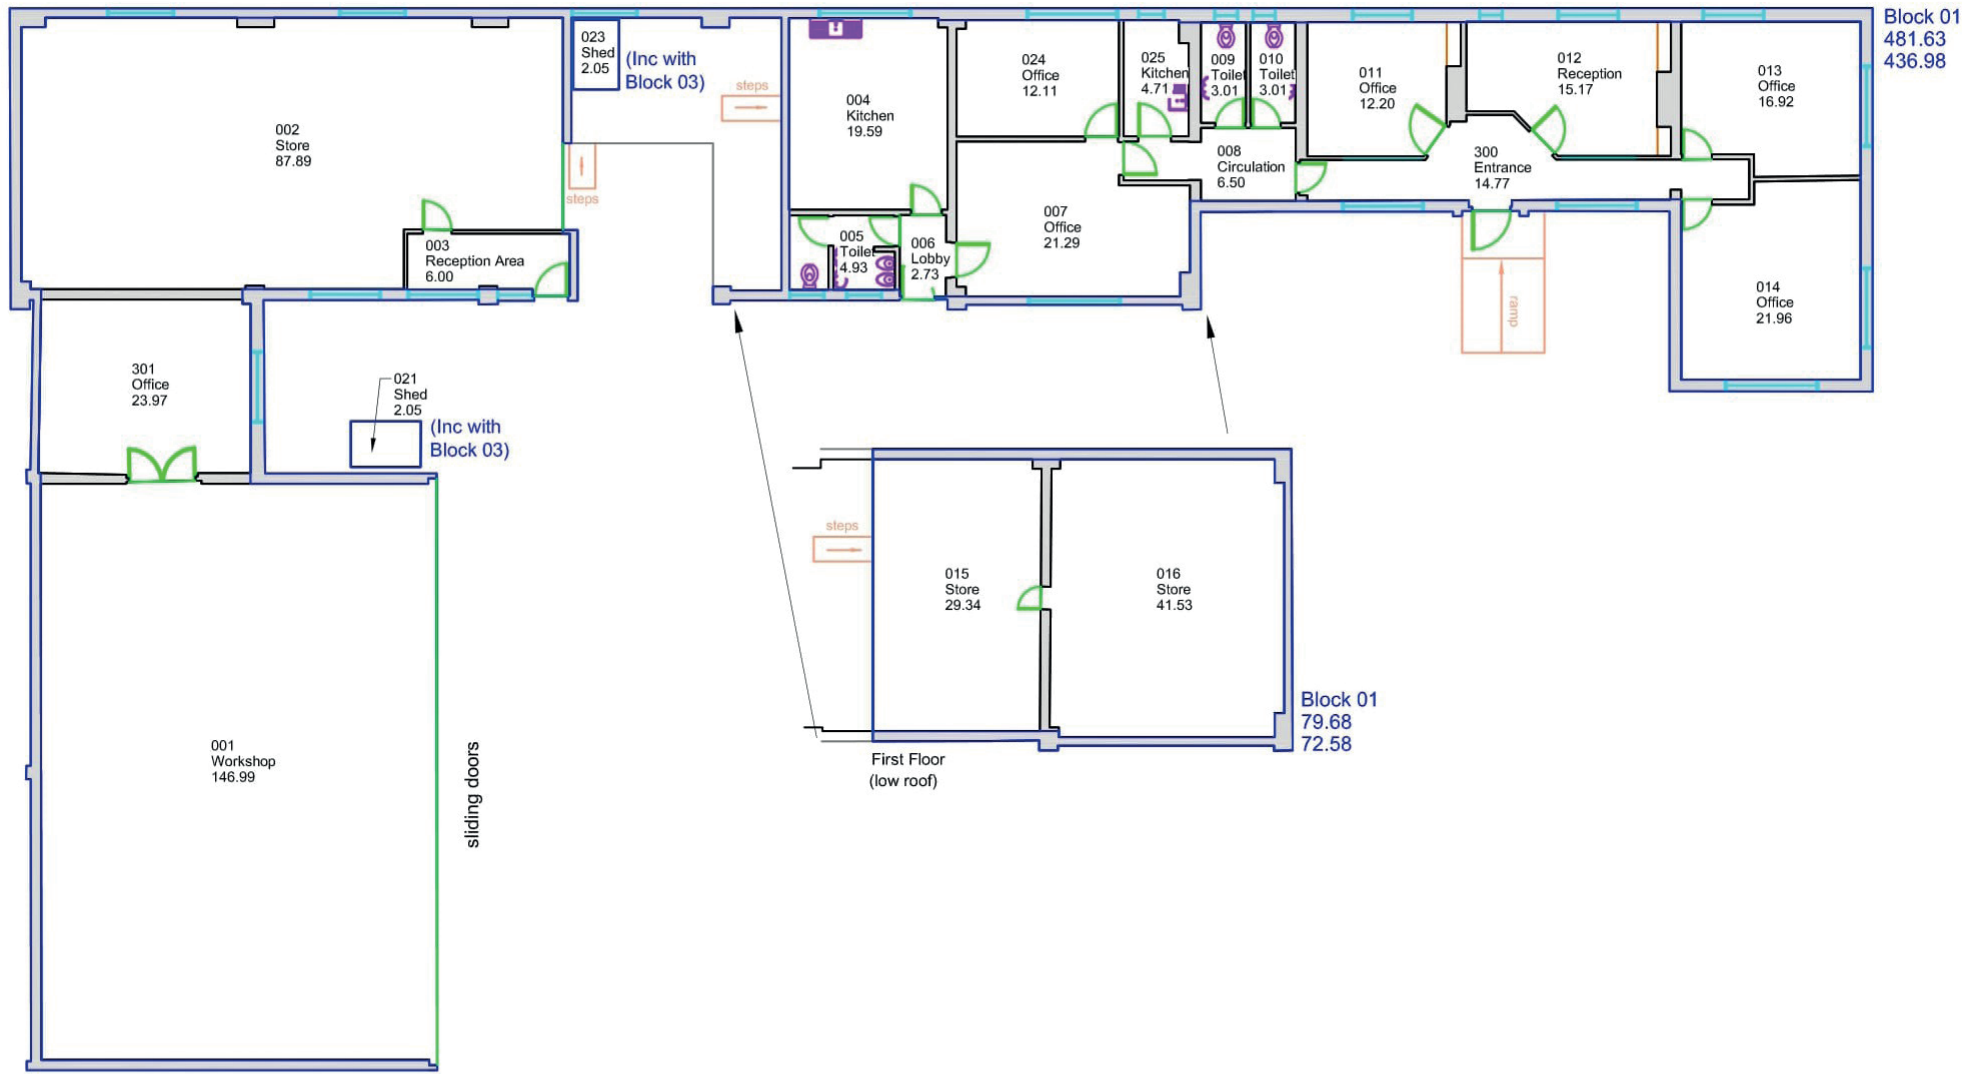 Block 01
481.63
436.98
023
Shed
2.05
(Inc with
Block 03)
steps
steps
002
Store
87.89
003
Reception Area
6.00
004
Kitchen
19.59
005
Toilet
4.93
006
Lobby
2.73
024
Office
12.11
025
Kitchen
4.71
009
Toilet
3.01
010
Toilet
3.01
007
Office
21.29
008
Circulation
6.50
011
Office
12.20
012
Reception
15.17
300
Entrance
14.77
013
Office
16.92
014
Office
21.96
ramp
301
Office
23.97
021
Shed
2.05
(Inc with
Block 03)
001
Workshop
146.99
sliding doors
steps
015
Store
29.34
016
Store
41.53
Block 01
79.68
72.58
First Floor
(low roof)